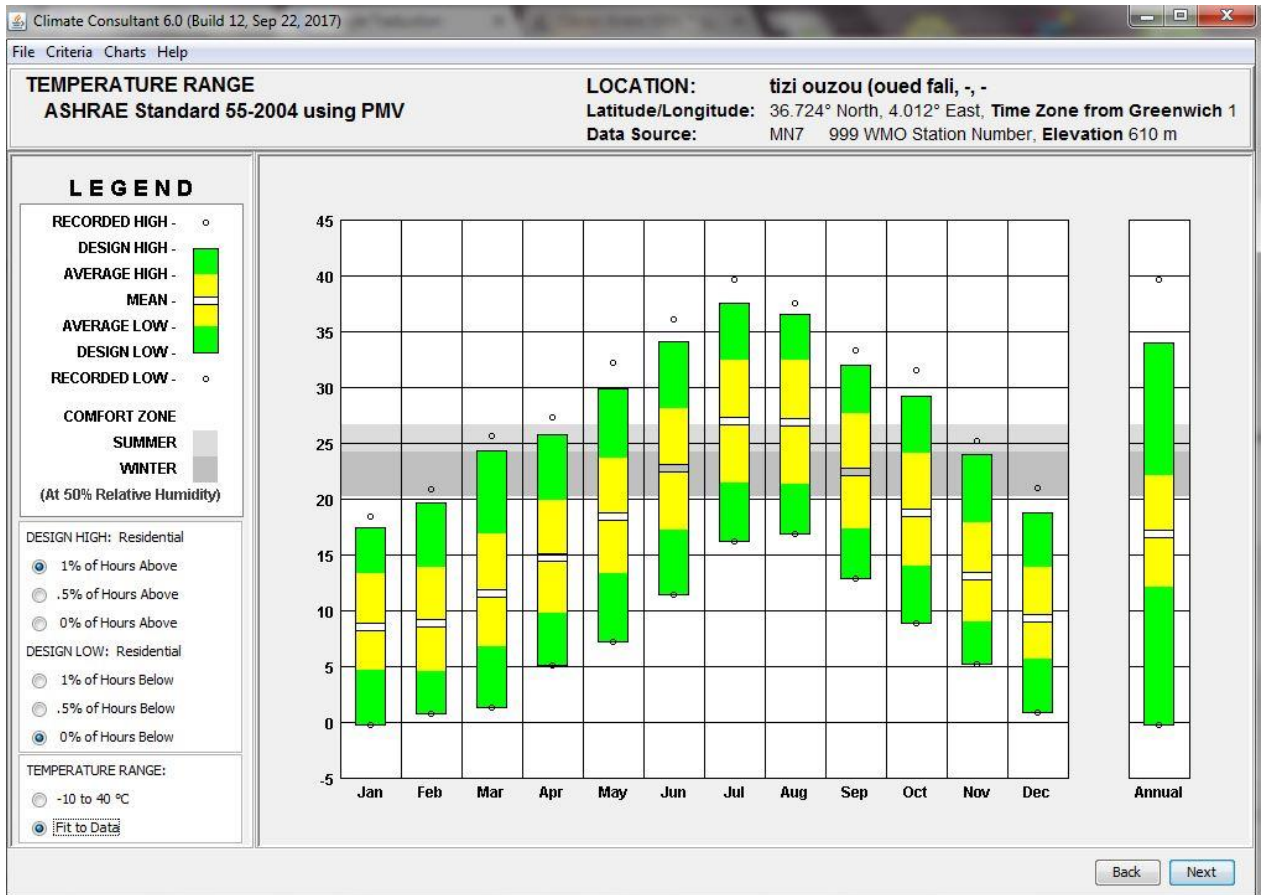 Climate Consultant 6.0 (Build 12, Sep 22, 2017)
File Criteria Charts Help
TEMPERATURE RANGE
ASHRAE Standard 55-2004 using PMV
LOCATION: tizi ouzou (oued fali, -, -
Latitude/Longitude: 36.724° North, 4.012° East, Time Zone from Greenwich 1
Data Source: MN7 999 WMO Station Number, Elevation 610 m
LEGEND
RECORDED HIGH -
DESIGN HIGH -
AVERAGE HIGH -
MEAN -
AVERAGE LOW -
DESIGN LOW -
RECORDED LOW -
COMFORT ZONE
SUMMER
WINTER
(At 50% Relative Humidity)
DESIGN HIGH: Residential
1% of Hours Above
.5% of Hours Above
0% of Hours Above
DESIGN LOW: Residential
1% of Hours Below
.5% of Hours Below
0% of Hours Below
TEMPERATURE RANGE:
-10 to 40 °C
Fit to Data
45
40
35
30
25
20
15
10
5
0
-5
Jan Feb Mar Apr May Jun Jul Aug Sep Oct Nov Dec Annual
Back Next